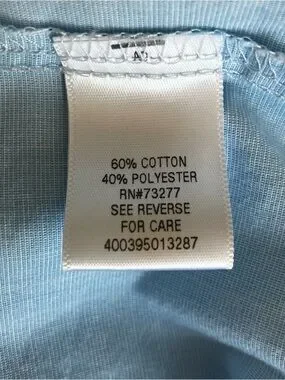 60% COTTON
40% POLYESTER
RN#73277
SEE REVERSE
FOR CARE
400395013287